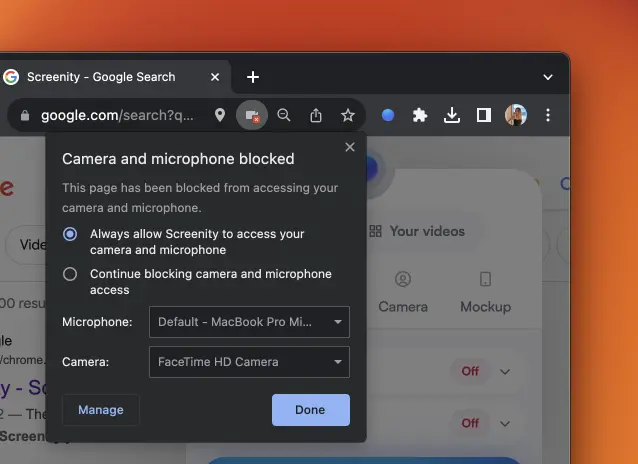 Screenity - Google Search
google.com/search?q...
Camera and microphone blocked
This page has been blocked from accessing your
camera and microphone.
Always allow Screenity to access your
camera and microphone
Continue blocking camera and microphone
access
Microphone: Default - MacBook Pro Mi...
Camera: FaceTime HD Camera
Manage Done
e
Vide
Your videos
00 resu
Camera Mockup
gle
/chrome.
Off
y - Sc
2 — The
Off
Screenity